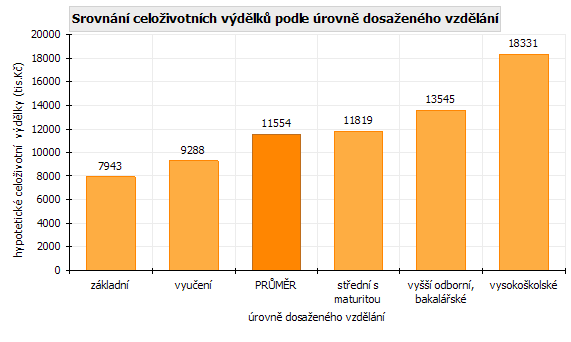 Srovnání celoživotních výdělků podle úrovně dosaženého vzdělání
hypotetické celoživotní výdělky (tis.Kč)
20000
18000
16000
14000
12000
10000
8000
6000
4000
2000
0
7943
9288
11554
11819
13545
18331
základní
vyučení
PRŮMĚR
střední s
maturitou
vyšší odborní,
bakalářské
vysokoškolské
úrovně dosaženého vzdělání